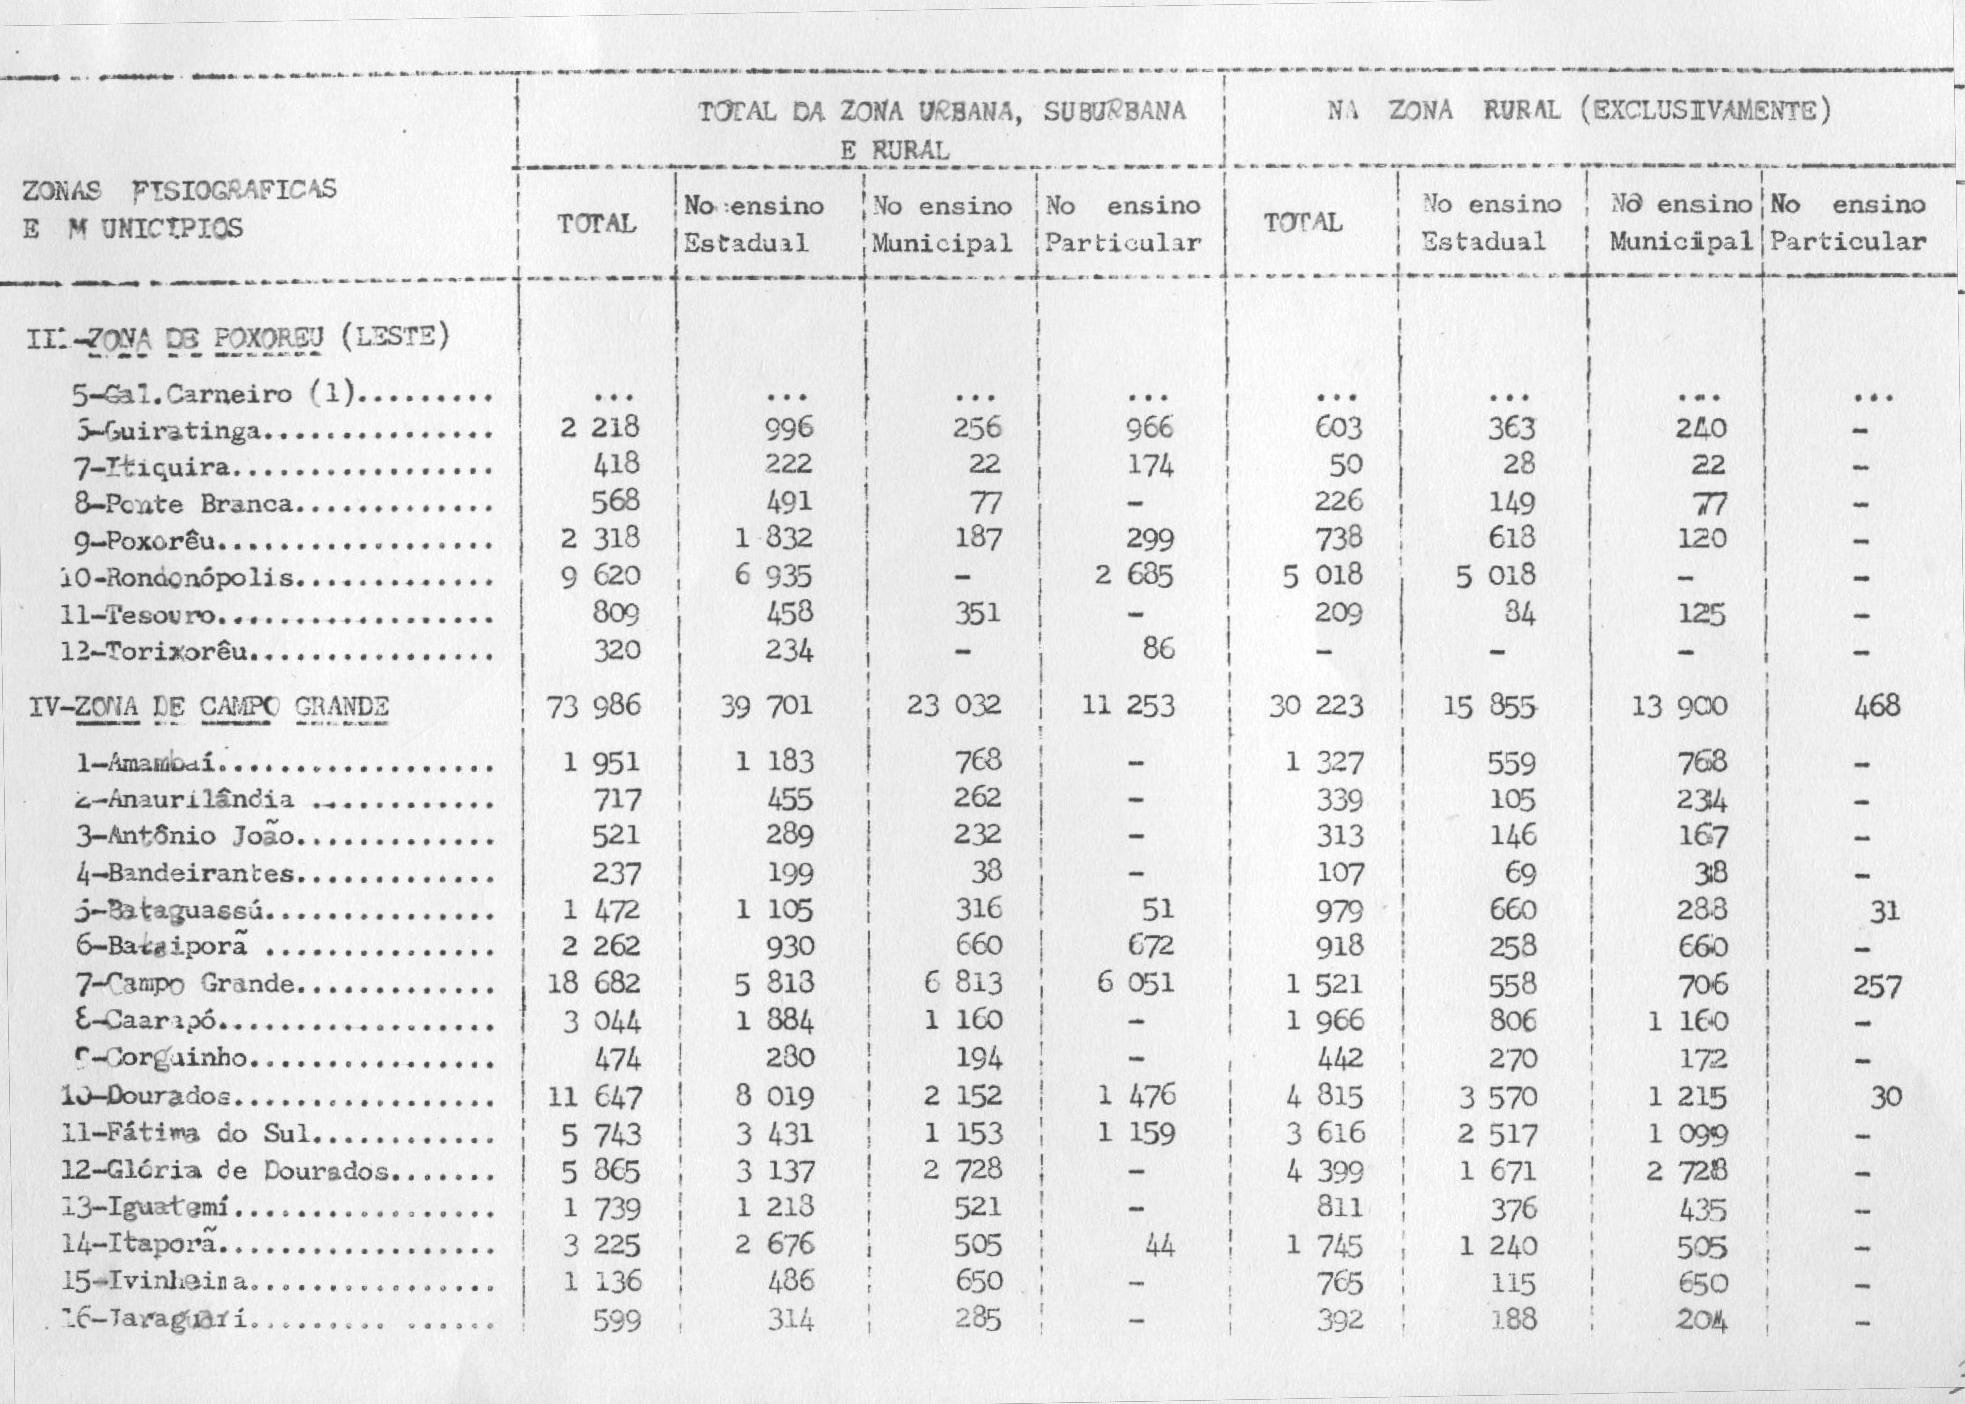 TOTAL DA ZONA URBANA, SUBURBANA E RURAL
NA ZONA RURAL (EXCLUSIVAMENTE)
ZONAS FISIOGRAFICAS
E MUNICIPIOS
TOTAL No ensino Estadual No ensino Municipal No ensino Particular TOTAL No ensino Estadual No ensino Municipal No ensino Particular
III-ZONA DE POXOREU (LESTE)
5-Gal.Carneiro (1)......... ... ... ... ... ... ... ... ...
6-Guiratinga............... 2 218 996 256 966 603 363 240 -
7-Itiquira................. 418 222 22 174 50 28 22 -
8-Ponte Branca............. 568 491 77 - 226 149 77 -
9-Poxorêu.................. 2 318 1 832 187 299 738 618 120 -
10-Rondonópolis............. 9 620 6 935 - 2 685 5 018 5 018 - -
11-Tesouro.................. 809 458 351 - 209 84 125 -
12-Torixorêu................ 320 234 - 86 - - - -
IV-ZONA DE CAMPO GRANDE 73 986 39 701 23 032 11 253 30 223 15 855 13 900 468
1-Amambaí.................. 1 951 1 183 768 - 1 327 559 768 -
2-Anaurilândia ............ 717 455 262 - 339 105 234 -
3-Antônio João............. 521 289 232 - 313 146 167 -
4-Bandeirantes............. 237 199 38 - 107 69 38 -
5-Bataguassú............... 1 472 1 105 316 51 979 660 288 31
6-Bataiporã ............... 2 262 930 660 672 918 258 660 -
7-Campo Grande............. 18 682 5 818 6 813 6 051 1 521 558 706 257
8-Caarapó.................. 3 044 1 884 1 160 - 1 966 806 1 160 -
9-Corguinho................ 474 280 194 - 442 270 172 -
10-Dourados................. 11 647 8 019 2 152 1 476 4 815 3 570 1 215 30
11-Fátima do Sul............ 5 743 3 431 1 153 1 159 3 616 2 517 1 099 -
12-Glória de Dourados....... 5 865 3 137 2 728 - 4 399 1 671 2 728 -
13-Iguatemí................. 1 739 1 218 521 - 811 376 435 -
14-Itaporã.................. 3 225 2 676 505 44 1 745 1 240 505 -
15-Ivinheima................ 1 136 486 650 - 765 115 650 -
16-Jaraguarí......... ...... 599 314 285 - 392 188 204 -